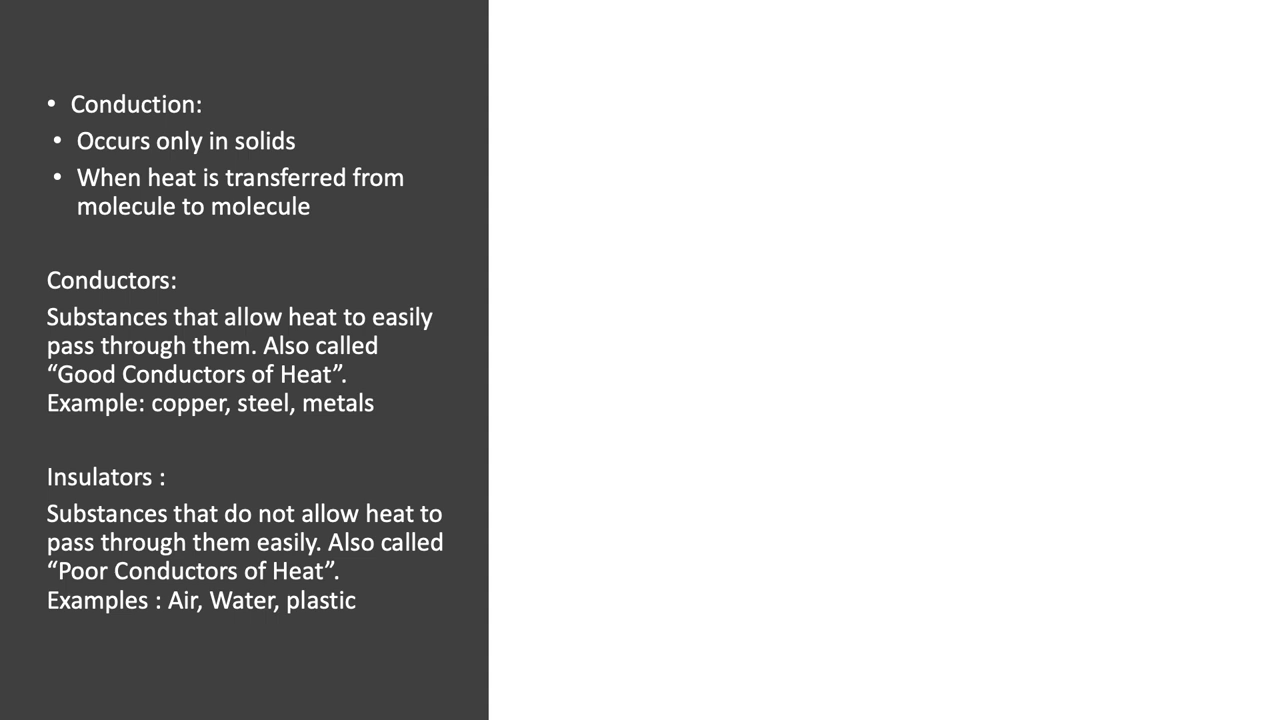 • Conduction:
• Occurs only in solids
• When heat is transferred from
molecule to molecule
Conductors:
Substances that allow heat to easily
pass through them. Also called
“Good Conductors of Heat”.
Example: copper, steel, metals
Insulators :
Substances that do not allow heat to
pass through them easily. Also called
“Poor Conductors of Heat”.
Examples : Air, Water, plastic